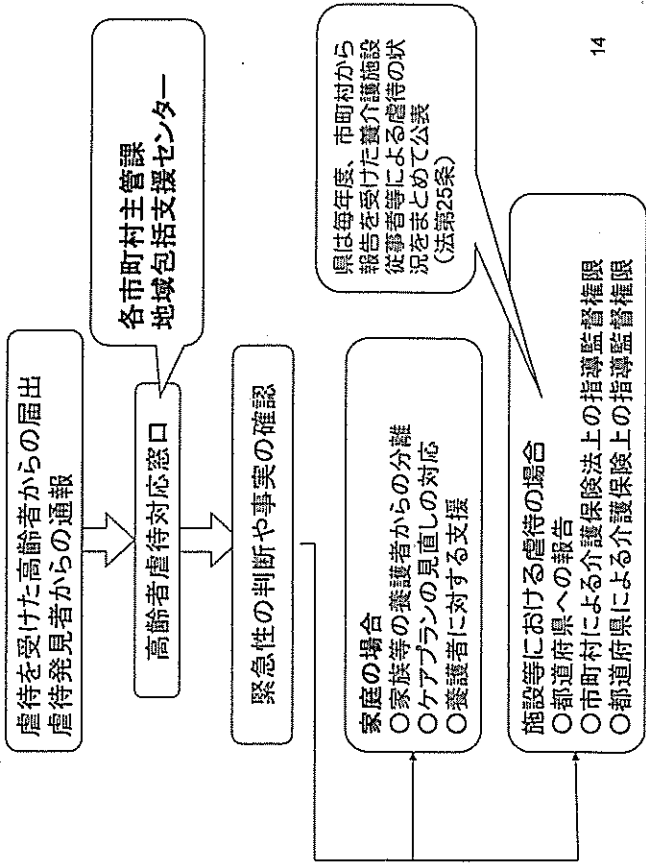 虐待を受けた高齢者からの届出
虐待発見者からの通報
各市町村主管課
地域包括支援センター
高齢者虐待対応窓口
緊急性の判断や事実の確認
家庭の場合
○家族等の養護者からの分離
○ケアプランの見直しの対応
○養護者に対する支援
県は毎年度、市町村から
報告を受けた養介護施設
従事者等による虐待の状
況をまとめて公表
(法第25条)
施設等における虐待の場合
○都道府県への報告
○市町村による介護保険法上の指導監督権限
○都道府県による介護保険上の指導監督権限
14